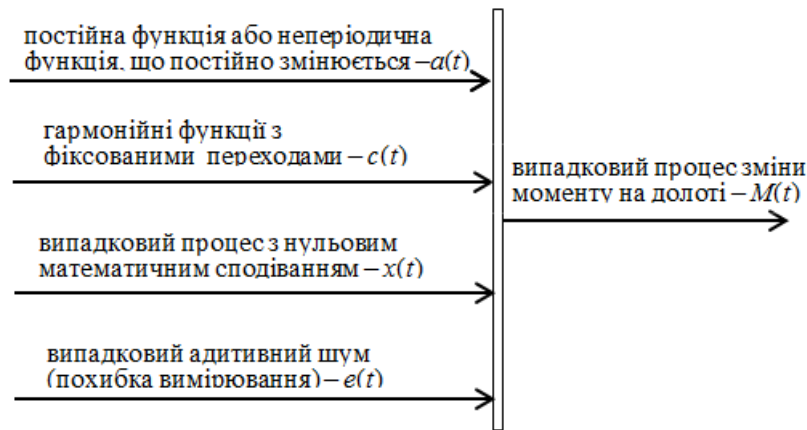 постійна функція або неперіодична
функція, що постійно змінюється – a(t)
гармонійні функції з
фіксованими переходами – c(t)
випадковий процес зміни
моменту на долоті – M(t)
випадковий процес з нульовим
математичним сподіванням – x(t)
випадковий адитивний шум
(похибка вимірювання) – e(t)